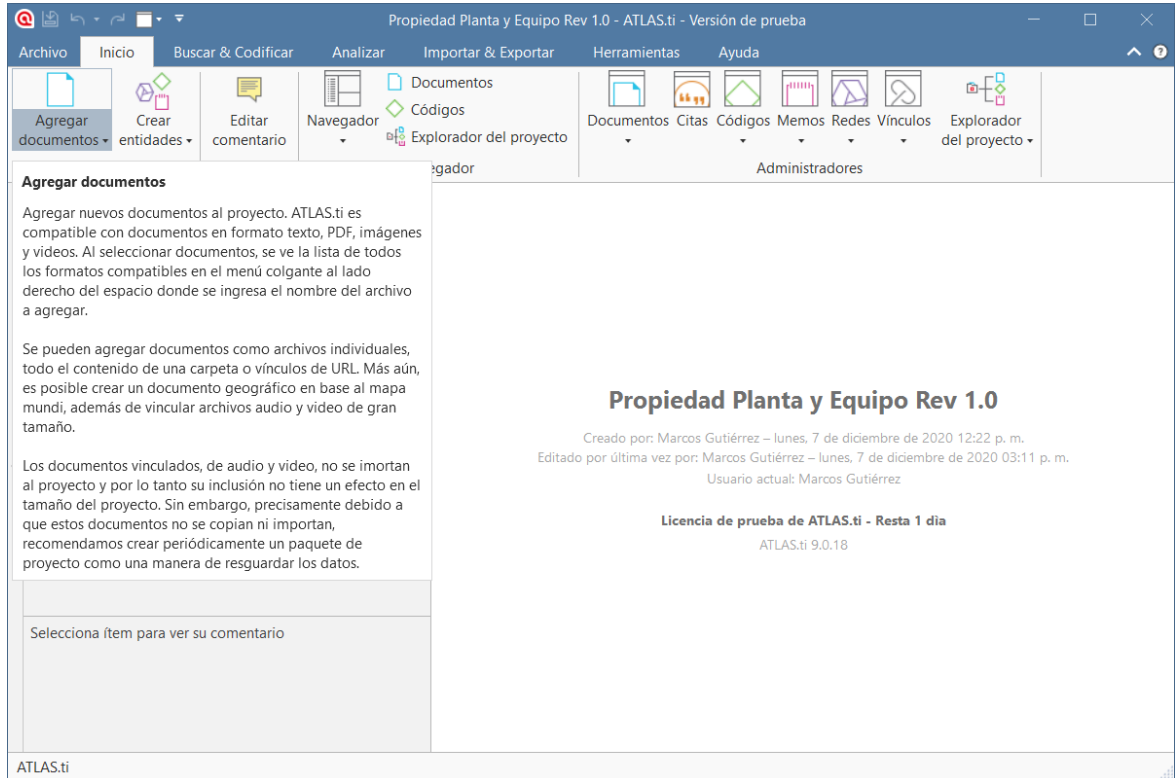 Propiedad Planta y Equipo Rev 1.0 - ATLAS.ti - Versión de prueba
Archivo Inicio Buscar & Codificar Analizar Importar & Exportar Herramientas Ayuda
Agregar documentos
Crear entidades
Editar comentario
Navegador
Documentos
Códigos
Explorador del proyecto
egador
Documentos Citas Códigos Memos Redes Vínculos
Explorador del proyecto
Administradores
Agregar documentos
Agregar nuevos documentos al proyecto. ATLAS.ti es
compatible con documentos en formato texto, PDF, imágenes
y videos. Al seleccionar documentos, se ve la lista de todos
los formatos compatibles en el menú colgante al lado
derecho del espacio donde se ingresa el nombre del archivo
a agregar.
Se pueden agregar documentos como archivos individuales,
todo el contenido de una carpeta o vínculos de URL. Más aún,
es posible crear un documento geográfico en base al mapa
mundi, además de vincular archivos audio y video de gran
tamaño.
Los documentos vinculados, de audio y video, no se imortan
al proyecto y por lo tanto su inclusión no tiene un efecto en el
tamaño del proyecto. Sin embargo, precisamente debido a
que estos documentos no se copian ni importan,
recomendamos crear periódicamente un paquete de
proyecto como una manera de resguardar los datos.
Selecciona ítem para ver su comentario
Propiedad Planta y Equipo Rev 1.0
Creado por: Marcos Gutiérrez – lunes, 7 de diciembre de 2020 12:22 p. m.
Editado por última vez por: Marcos Gutiérrez – lunes, 7 de diciembre de 2020 03:11 p. m.
Usuario actual: Marcos Gutiérrez
Licencia de prueba de ATLAS.ti - Resta 1 dìa
ATLAS.ti 9.0.18
ATLAS.ti